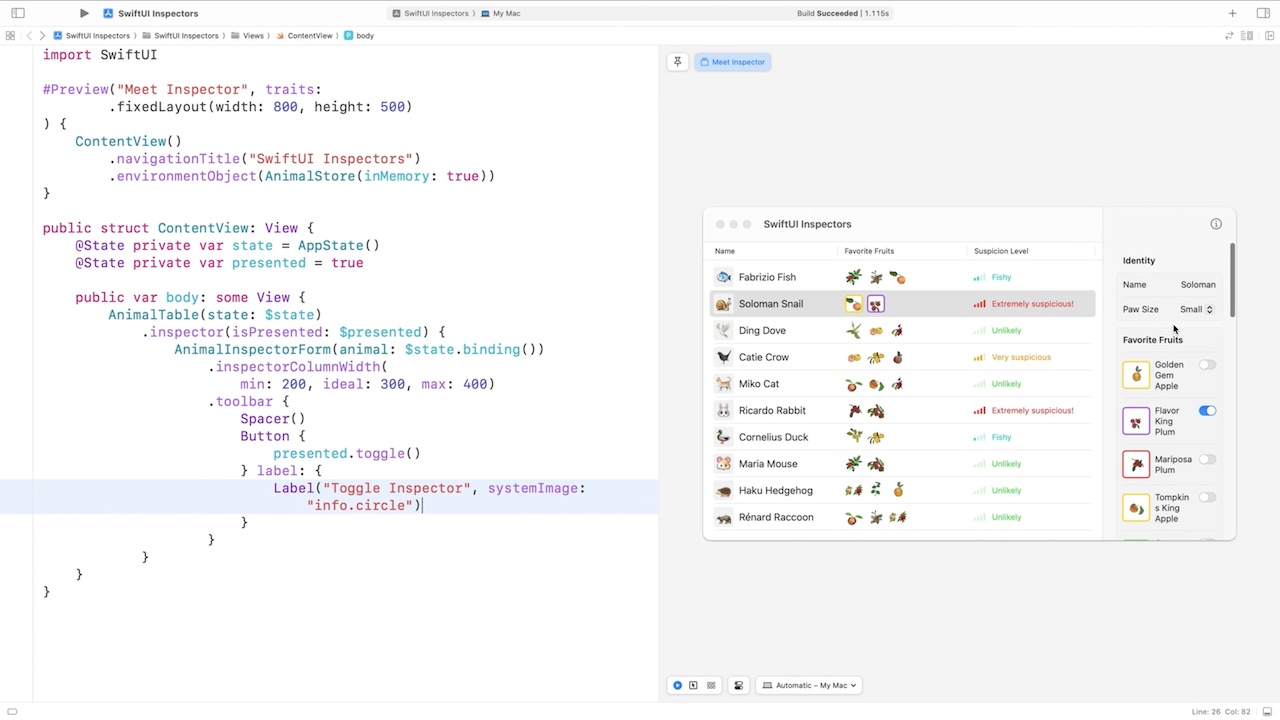 SwiftUI Inspectors
SwiftUI Inspectors
My Mac
Build Succeeded | 1.115s
SwiftUI Inspectors
SwiftUI Inspectors
Views
ContentView
P body
import SwiftUI
#Preview("Meet Inspector", traits:
.fixedLayout(width: 800, height: 500)
) {
ContentView()
.navigationTitle("SwiftUI Inspectors")
.environmentObject(AnimalStore(inMemory: true))
}
public struct ContentView: View {
@State private var state = AppState()
@State private var presented = true
public var body: some View {
AnimalTable(state: $state)
.inspector(isPresented: $presented) {
AnimalInspectorForm(animal: $state.binding())
.inspectorColumnWidth(
min: 200, ideal: 300, max: 400)
.toolbar {
Spacer()
Button {
presented.toggle()
} label: {
Label("Toggle Inspector", systemImage:
"info.circle")
}
}
}
}
}
Meet Inspector
SwiftUI Inspectors
Name Favorite Fruits Suspicion Level
Fabrizio Fish Fishy
Soloman Snail Extremely suspicious!
Ding Dove Unlikely
Catie Crow Very suspicious
Miko Cat Unlikely
Ricardo Rabbit Extremely suspicious!
Cornelius Duck Fishy
Maria Mouse Unlikely
Haku Hedgehog Unlikely
Rénard Raccoon Unlikely
Identity
Name Soloman
Paw Size Small
Favorite Fruits
Golden
Gem
Apple
Flavor
King
Plum
Mariposa
Plum
Tompkin
s King
Apple
Automatic – My Mac
Line: 26 Col: 82